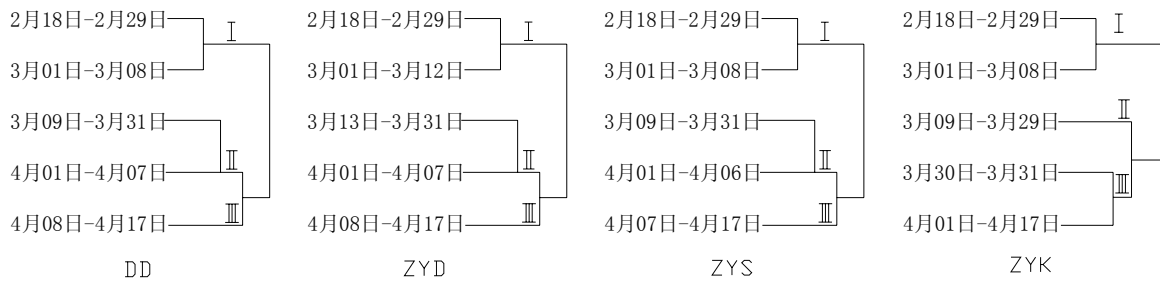 2月18日-2月29日
I
3月01日-3月08日
3月09日-3月31日
II
4月01日-4月07日
III
4月08日-4月17日
DD
2月18日-2月29日
I
3月01日-3月12日
3月13日-3月31日
II
4月01日-4月07日
III
4月08日-4月17日
ZYD
2月18日-2月29日
I
3月01日-3月08日
3月09日-3月31日
II
4月01日-4月06日
III
4月07日-4月17日
ZYS
2月18日-2月29日
I
3月01日-3月08日
II
3月09日-3月29日
3月30日-3月31日
III
4月01日-4月17日
ZYK